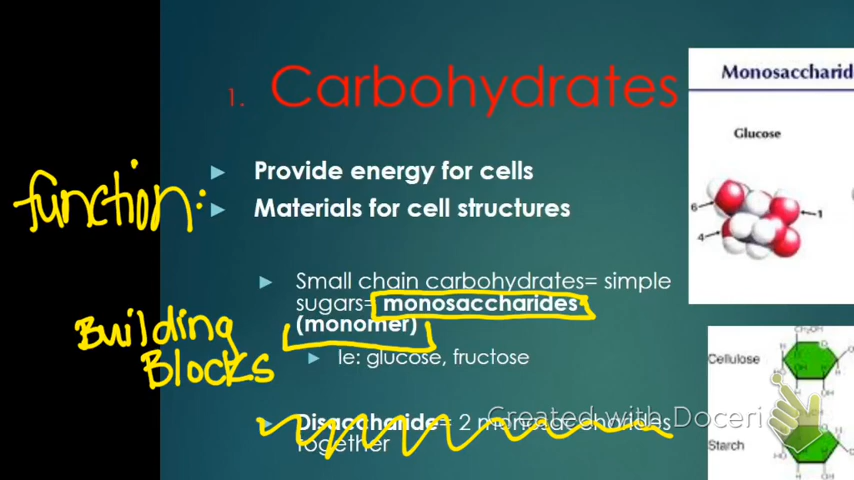 1. Carbohydrates
function:
Provide energy for cells
Materials for cell structures
Small chain carbohydrates= simple
sugars= monosaccharides
(monomer)
Building
Blocks
Ie: glucose, fructose
Disaccharide= 2 monosaccharides
together
Monosaccharid
Glucose
6
1
4
CH₂OH
Cellulose
Starch
Created with Doceri